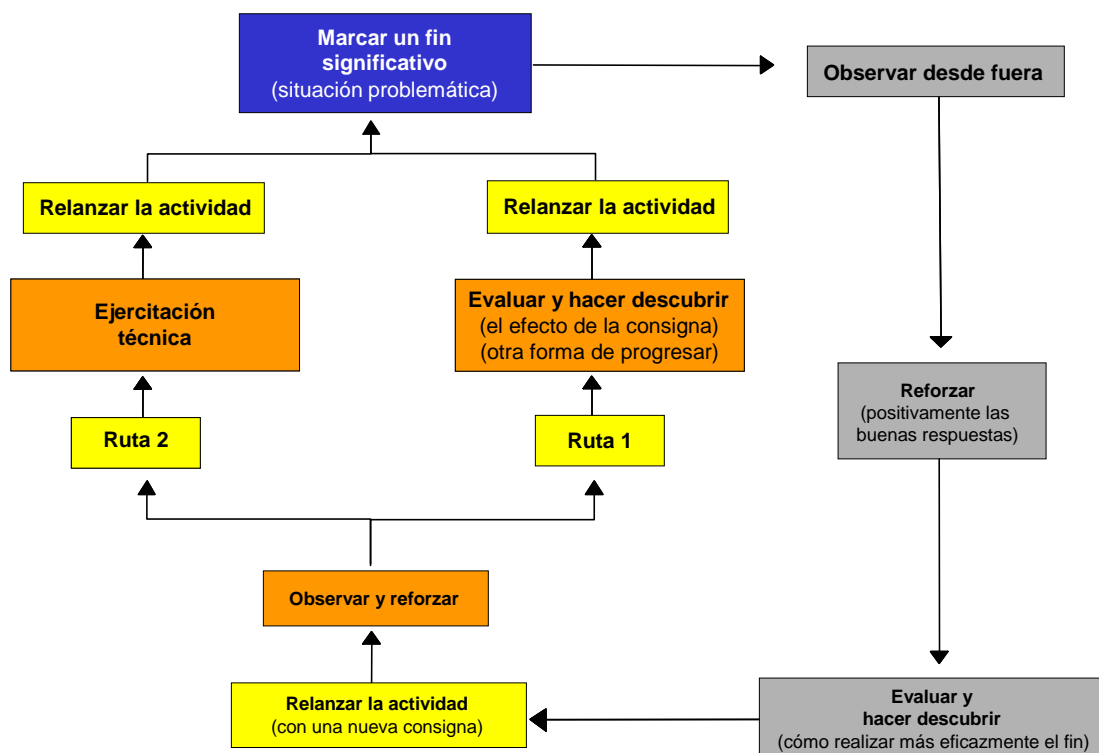 Marcar un fin
significativo
(situación problemática)
Observar desde fuera
Relanzar la actividad
Relanzar la actividad
Ejercitación
técnica
Evaluar y hacer descubrir
(el efecto de la consigna)
(otra forma de progresar)
Reforzar
(positivamente las
buenas respuestas)
Ruta 2
Ruta 1
Observar y reforzar
Relanzar la actividad
(con una nueva consigna)
Evaluar y
hacer descubrir
(cómo realizar más eficazmente el fin)